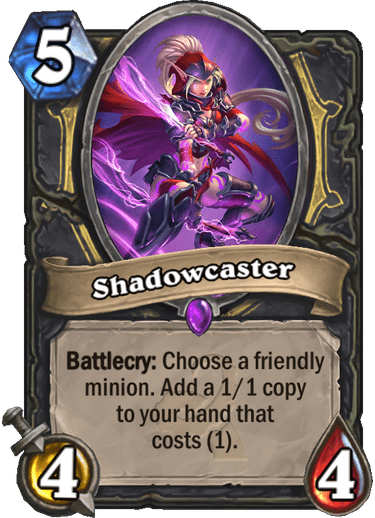 5
Shadowcaster
Battlecry: Choose a friendly
minion. Add a 1/1 copy
to your hand that
costs (1).
4
4